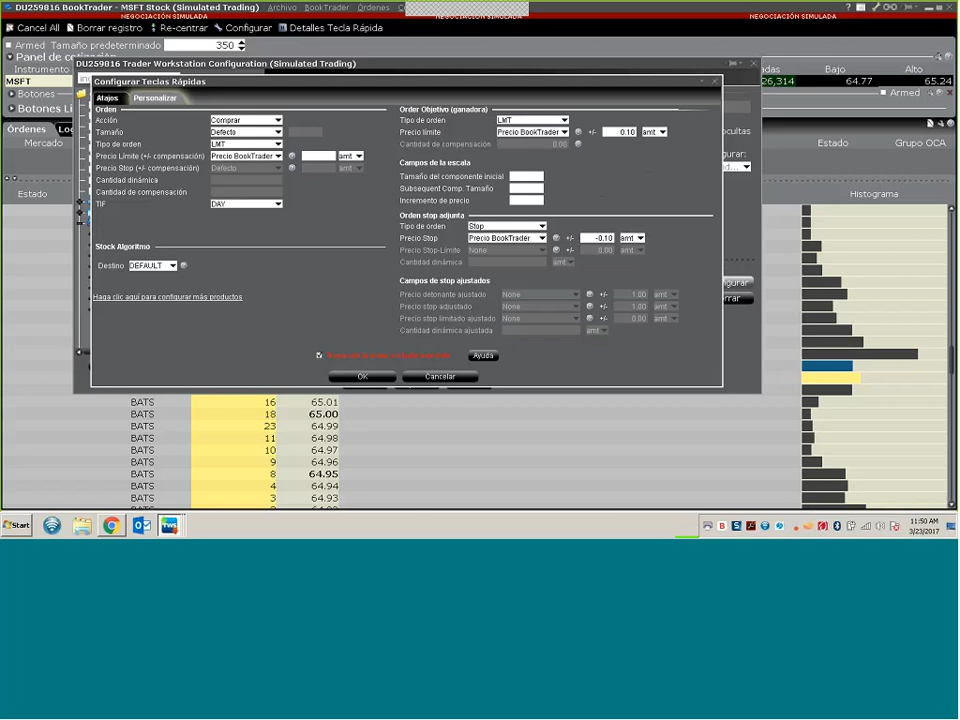 DU259816 BookTrader - MSFT Stock (Simulated Trading) Archivo BookTrader Órdenes
NEGOCIACIÓN SIMULADA NEGOCIACIÓN SIMULADA NEGOCIACIÓN SIMULADA
Cancel All Borrar registro Re-centrar Configurar Detalles Tecla Rápida
Armed Tamaño predeterminado 350
Panel de cotización
Instrumento Bajo Alto
MSFT 26,314 64.77 65.24
Botones Armed
Botones Lí
Órdenes Lo
Mercado Estado Grupo OCA
Estado Histograma
DU259816 Trader Workstation Configuration (Simulated Trading)
Configurar Teclas Rápidas
Atajos Personalizar
Orden
Acción Comprar
Tamaño Defecto
Tipo de orden LMT
Precio Límite (+/- compensación) Precio BookTrader amt
Precio Stop (+/- compensación) Defecto amt
Cantidad dinámica
Cantidad de compensación
TIF DAY
Stock Algoritmo
Destino DEFAULT
Haga clic aquí para configurar más productos
Order Objetivo (ganadora)
Tipo de orden LMT
Precio límite Precio BookTrader +/- 0.10 amt
Cantidad de compensación 0.00
Campos de la escala
Tamaño del componente inicial
Subsequent Comp. Tamaño
Incremento de precio
Orden stop adjunta
Tipo de orden Stop
Precio Stop Precio BookTrader +/- -0.10 amt
Precio Stop-Límite None +/- 0.00 amt
Cantidad dinámica amt
Campos de stop ajustados
Precio detonante ajustado None +/- 1.00 amt
Precio stop adjustado None +/- 1.00 amt
Precio stop limitado ajustado None +/- 0.00 amt
Cantidad dinámica ajustada amt
Ayuda
OK Cancelar
ocultas
urar:
gurar
rrar
BATS 16 65.01
BATS 18 65.00
BATS 23 64.99
BATS 11 64.98
BATS 10 64.97
BATS 9 64.96
BATS 8 64.95
BATS 4 64.94
BATS 3 64.93
Start TWS
11:50 AM
3/23/2017